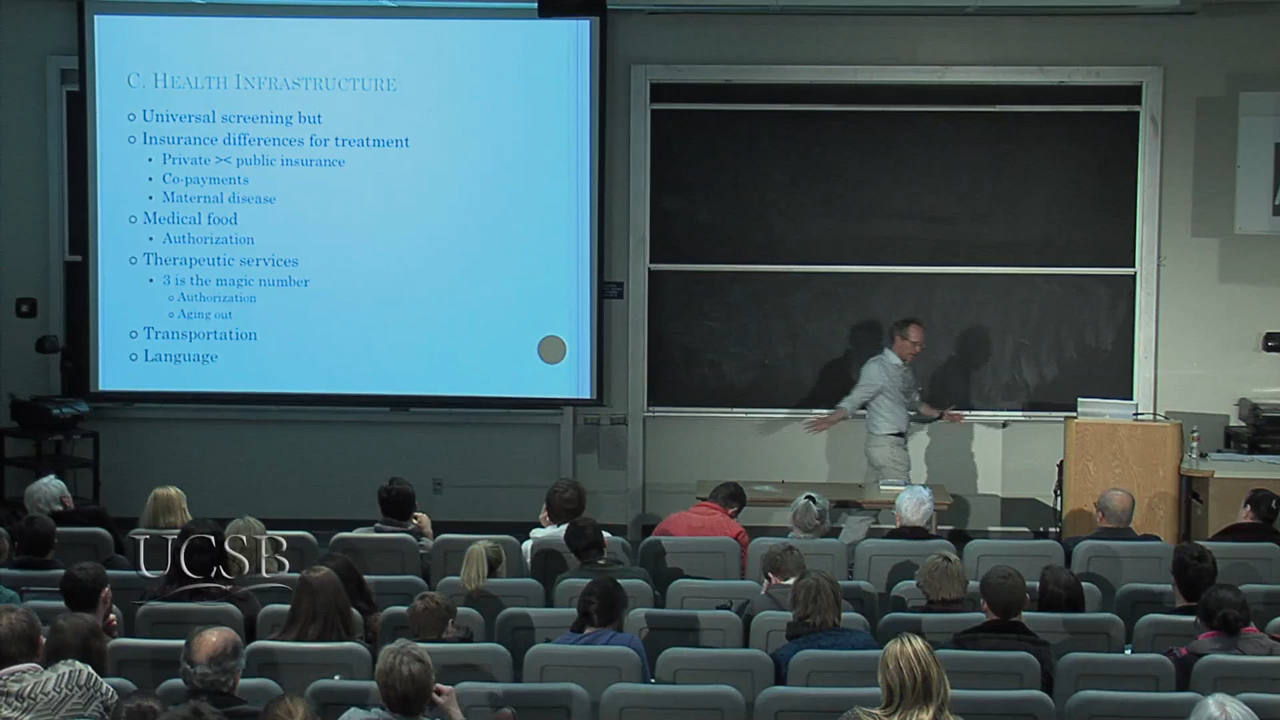 C. HEALTH INFRASTRUCTURE
Universal screening but
Insurance differences for treatment
Private >< public insurance
Co-payments
Maternal disease
Medical food
Authorization
Therapeutic services
3 is the magic number
Authorization
Aging out
Transportation
Language
UCSB